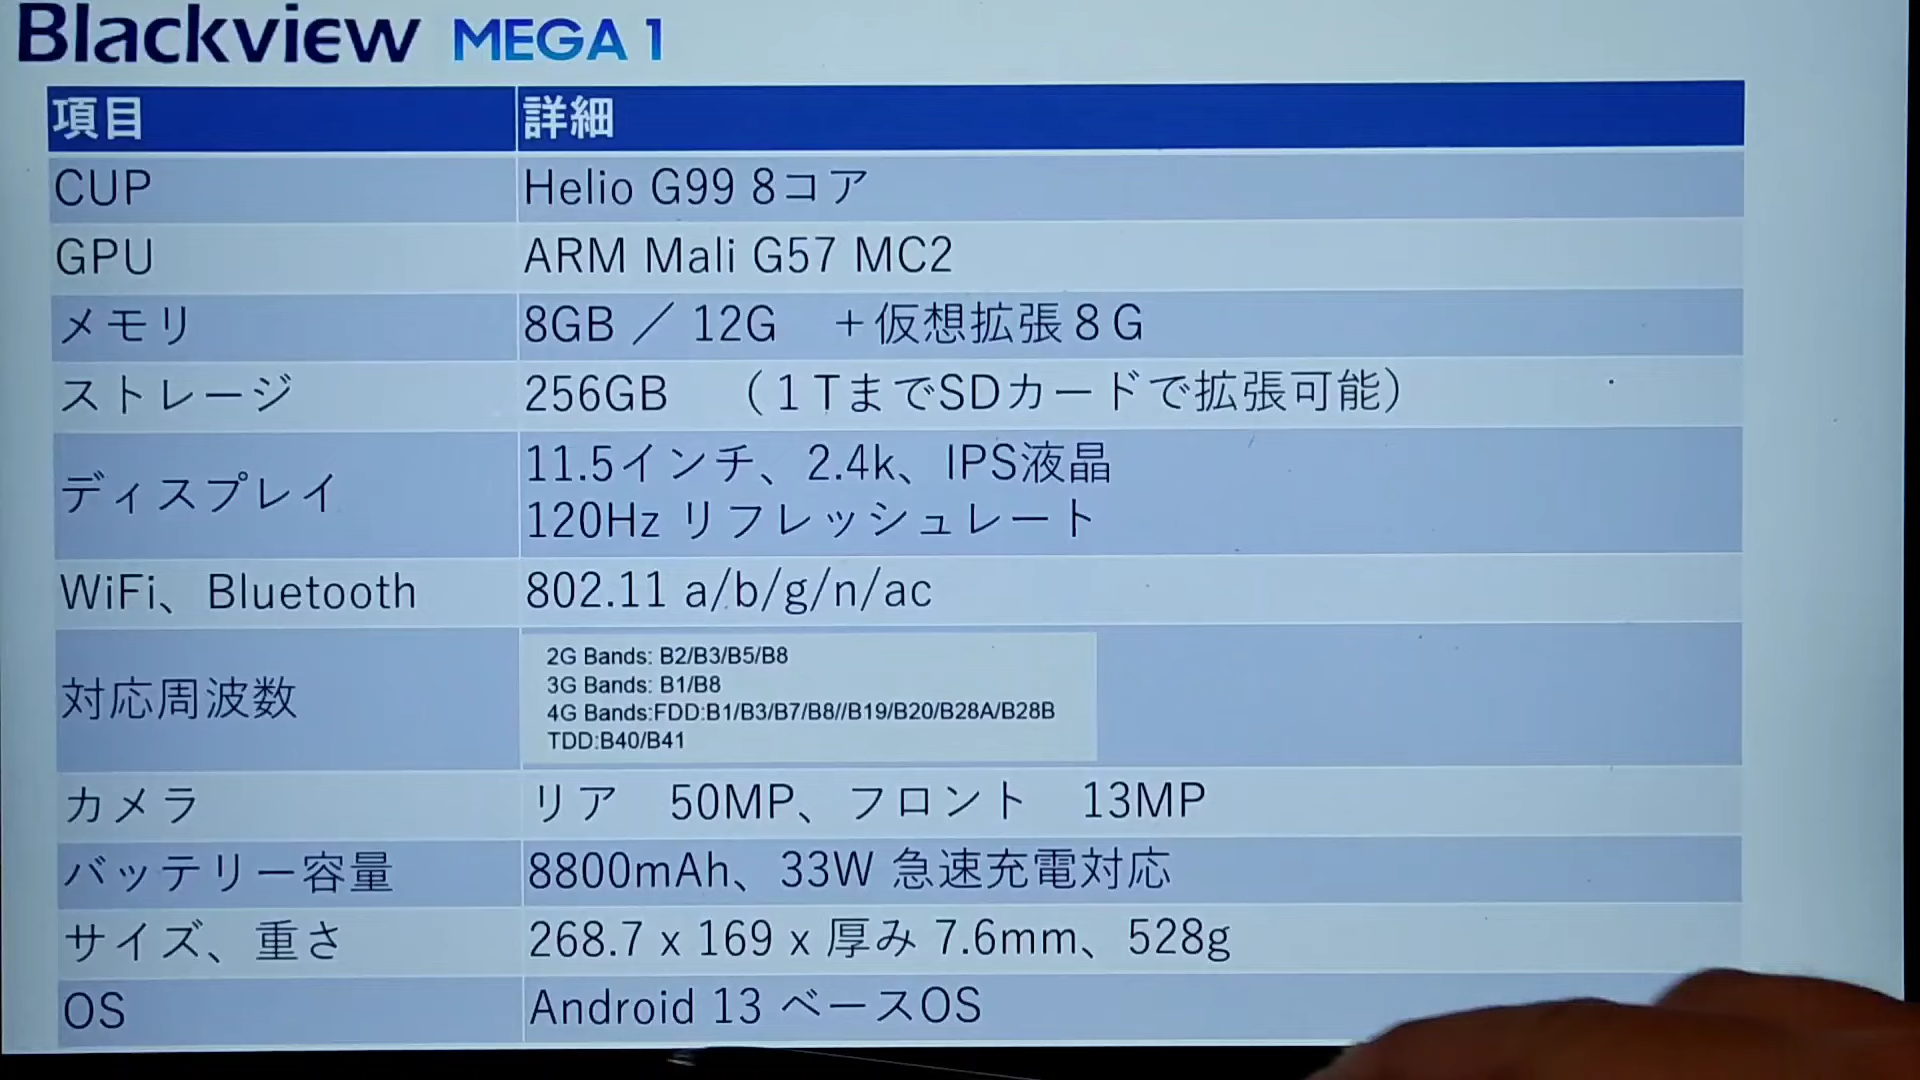 Blackview MEGA 1
項目 詳細
CUP Helio G99 8コア
GPU ARM Mali G57 MC2
メモリ 8GB ／ 12G　＋仮想拡張８Ｇ
ストレージ 256GB　（１ＴまでSDカードで拡張可能）
ディスプレイ 11.5インチ、2.4k、IPS液晶
120Hz リフレッシュレート
WiFi、Bluetooth 802.11 a/b/g/n/ac
対応周波数 2G Bands: B2/B3/B5/B8
3G Bands: B1/B8
4G Bands:FDD:B1/B3/B7/B8//B19/B20/B28A/B28B
TDD:B40/B41
カメラ リア　50MP、フロント　13MP
バッテリー容量 8800mAh、33W 急速充電対応
サイズ、重さ 268.7 x 169 x 厚み 7.6mm、528g
OS Android 13 ベースOS